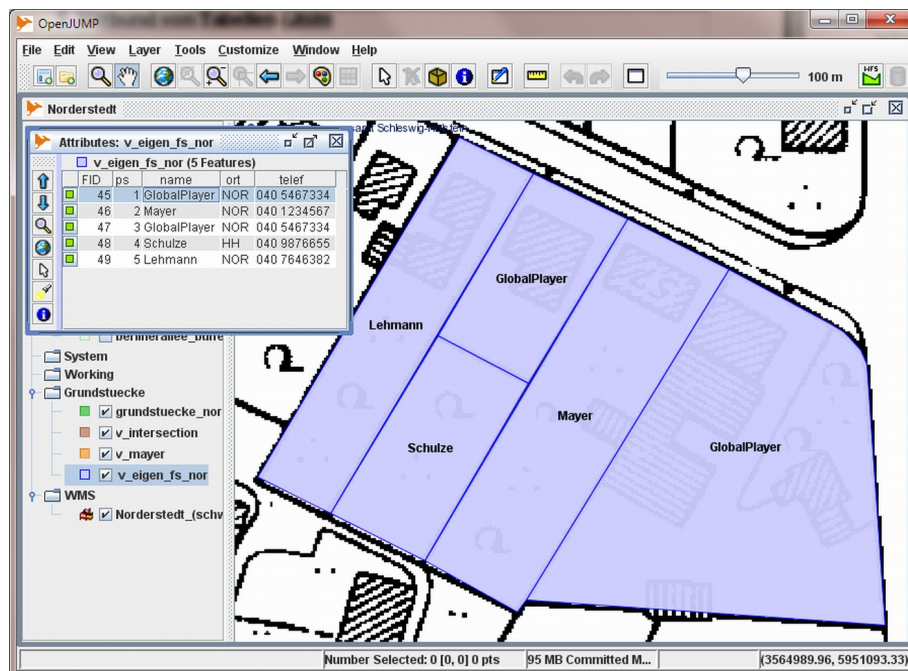 OpenJUMP
File Edit View Layer Tools Customize Window Help
100 m
WFS
Norderstedt
Attributes: v_eigen_fs_nor
v_eigen_fs_nor (5 Features)
FID ps name ort telef
45 1 GlobalPlayer NOR 040 5467334
46 2 Mayer NOR 040 1234567
47 3 GlobalPlayer NOR 040 5467334
48 4 Schulze HH 040 9876655
49 5 Lehmann NOR 040 7646382
System
Working
Grundstuecke
grundstuecke_nor
v_intersection
v_mayer
v_eigen_fs_nor
WMS
Norderstedt_(schw
GlobalPlayer
Lehmann
Mayer
Schulze
GlobalPlayer
Number Selected: 0 [0, 0] 0 pts 95 MB Committed M... (3564989.96, 5951093.33)